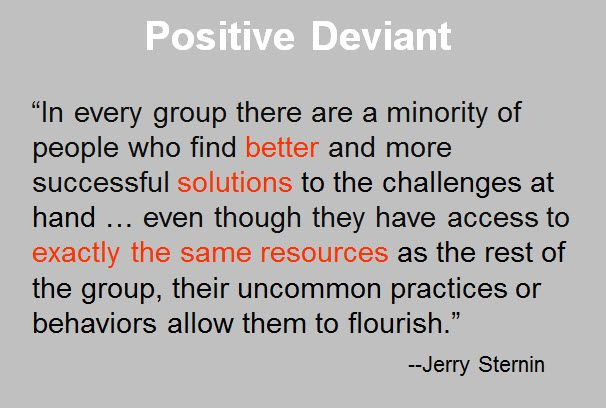 Positive Deviant
“In every group there are a minority of
people who find better and more
successful solutions to the challenges at
hand … even though they have access to
exactly the same resources as the rest of
the group, their uncommon practices or
behaviors allow them to flourish.”
--Jerry Sternin